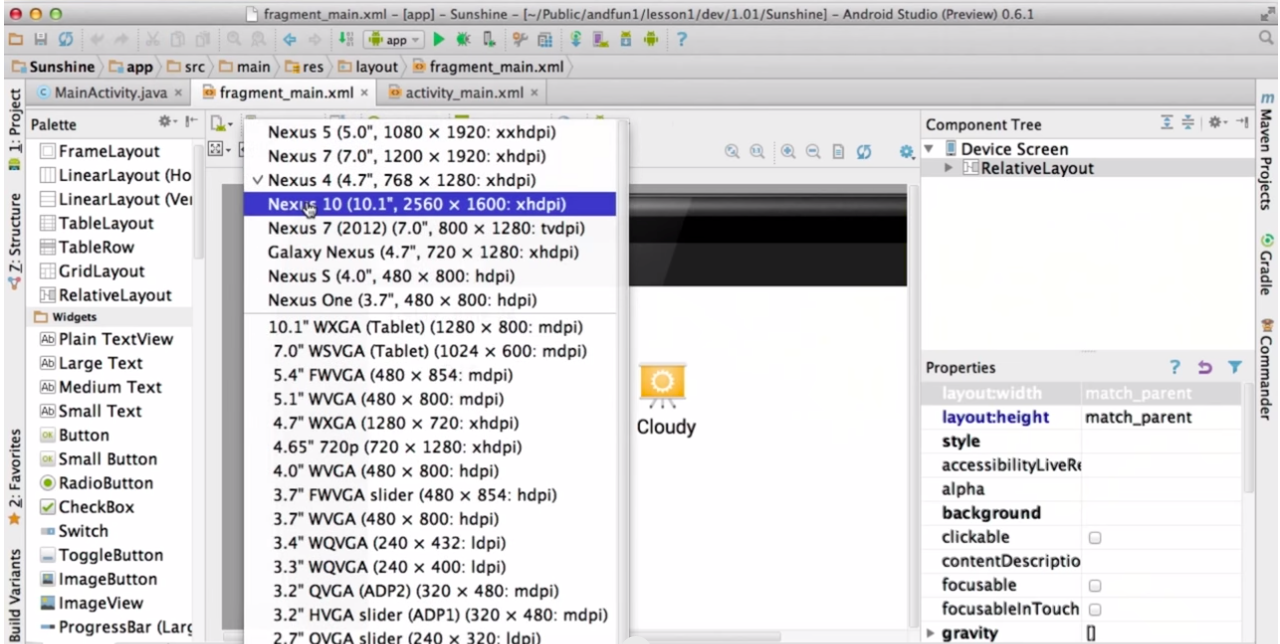 fragment_main.xml – [app] – Sunshine – [~/Public/andfun1/lesson1/dev/1.01/Sunshine] – Android Studio (Preview) 0.6.1
app
Sunshine app src main res layout fragment_main.xml
MainActivity.java × fragment_main.xml × activity_main.xml ×
1: Project
Z: Structure
2: Favorites
Build Variants
Palette
FrameLayout
LinearLayout (Ho
LinearLayout (Ver
TableLayout
TableRow
GridLayout
RelativeLayout
Widgets
Ab Plain TextView
Ab Large Text
Ab Medium Text
Ab Small Text
OK Button
OK Small Button
RadioButton
CheckBox
Switch
ToggleButton
ImageButton
ImageView
ProgressBar (Larg
Nexus 5 (5.0", 1080 × 1920: xxhdpi)
Nexus 7 (7.0", 1200 × 1920: xhdpi)
✓ Nexus 4 (4.7", 768 × 1280: xhdpi)
Nexus 10 (10.1", 2560 × 1600: xhdpi)
Nexus 7 (2012) (7.0", 800 × 1280: tvdpi)
Galaxy Nexus (4.7", 720 × 1280: xhdpi)
Nexus S (4.0", 480 × 800: hdpi)
Nexus One (3.7", 480 × 800: hdpi)
10.1" WXGA (Tablet) (1280 × 800: mdpi)
7.0" WSVGA (Tablet) (1024 × 600: mdpi)
5.4" FWVGA (480 × 854: mdpi)
5.1" WVGA (480 × 800: mdpi)
4.7" WXGA (1280 × 720: xhdpi)
4.65" 720p (720 × 1280: xhdpi)
4.0" WVGA (480 × 800: hdpi)
3.7" FWVGA slider (480 × 854: hdpi)
3.7" WVGA (480 × 800: hdpi)
3.4" WQVGA (240 × 432: ldpi)
3.3" WQVGA (240 × 400: ldpi)
3.2" QVGA (ADP2) (320 × 480: mdpi)
3.2" HVGA slider (ADP1) (320 × 480: mdpi)
2.7" QVGA slider (240 × 320: ldpi)
Cloudy
Component Tree
Device Screen
RelativeLayout
Properties
layout:width match_parent
layout:height match_parent
style
accessibilityLiveRe
alpha
background
clickable
contentDescriptio
focusable
focusableInTouch
gravity []
m Maven Projects
Gradle
Commander